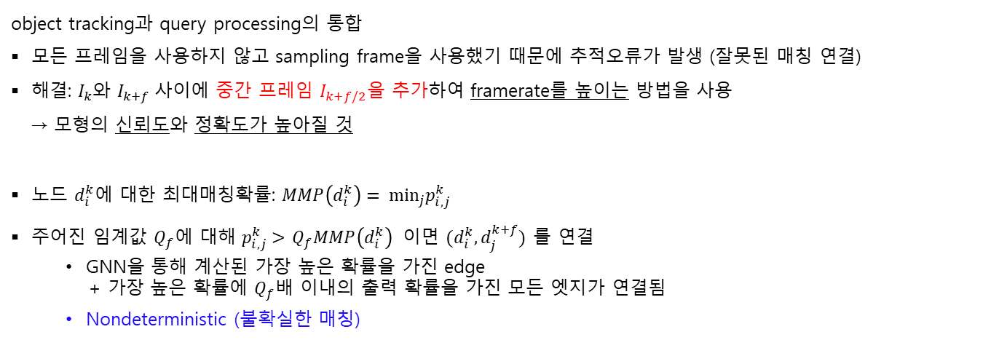 object tracking과 query processing의 통합
▪ 모든 프레임을 사용하지 않고 sampling frame을 사용했기 때문에 추적오류가 발생 (잘못된 매칭 연결)
▪ 해결: $I_k$와 $I_{k+f}$ 사이에 중간 프레임 $I_{k+f/2}$을 추가하여 framerate를 높이는 방법을 사용
→ 모형의 신뢰도와 정확도가 높아질 것
▪ 노드 $d_i^k$에 대한 최대매칭확률: $MMP(d_i^k) = \min_j p_{i,j}^k$
▪ 주어진 임계값 $Q_f$에 대해 $p_{i,j}^k > Q_f MMP(d_i^k)$ 이면 $(d_i^k, d_j^{k+f})$ 를 연결
• GNN을 통해 계산된 가장 높은 확률을 가진 edge
+ 가장 높은 확률에 $Q_f$배 이내의 출력 확률을 가진 모든 엣지가 연결됨
• Nondeterministic (불확실한 매칭)